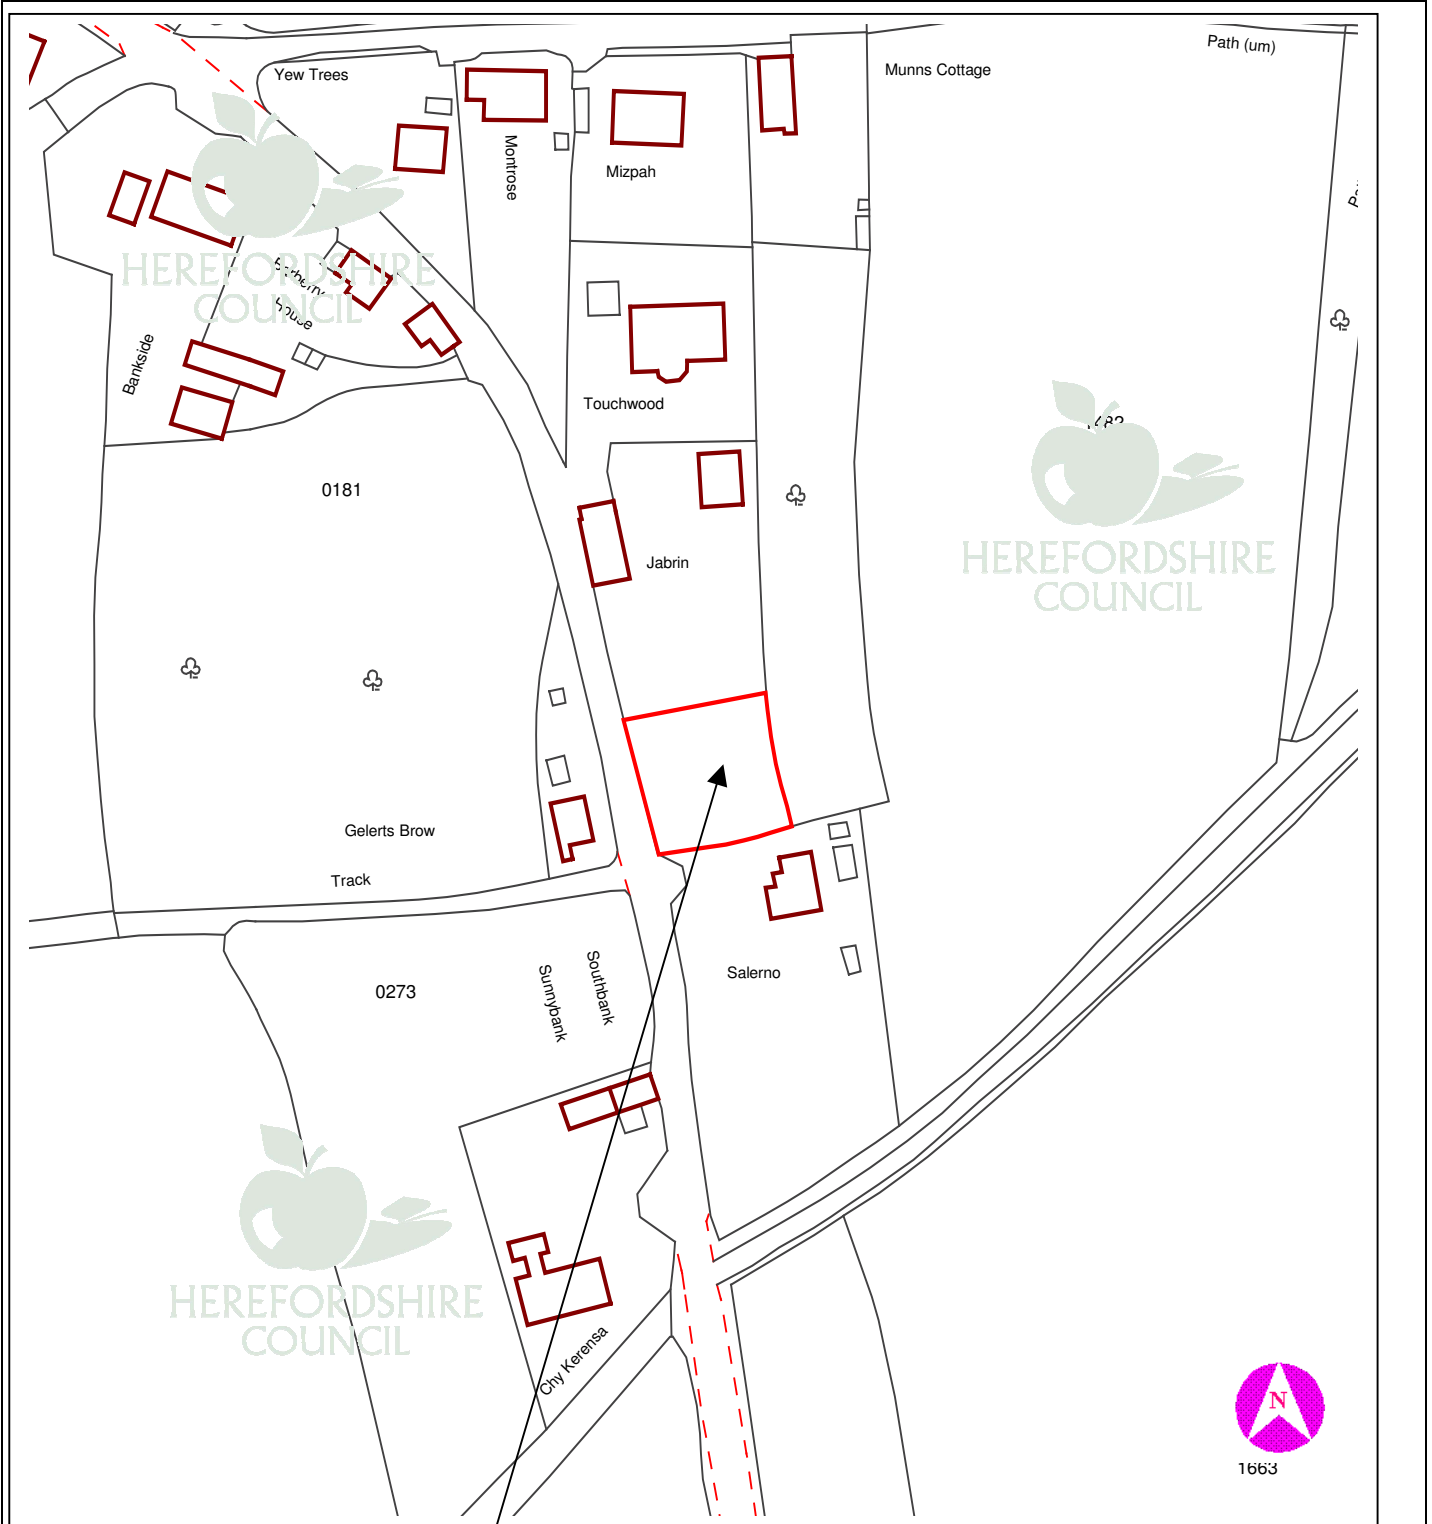 Path (um)
Yew Trees
Munns Cottage
Montrose
Mizpah
HEREFORDSHIRE
COUNCIL
Bankside
Touchwood
0181
Jabrin
HEREFORDSHIRE
COUNCIL
Gelerts Brow
Track
Salerno
Southbank
Sunnybank
0273
HEREFORDSHIRE
COUNCIL
Chy Kerensa
N
1663